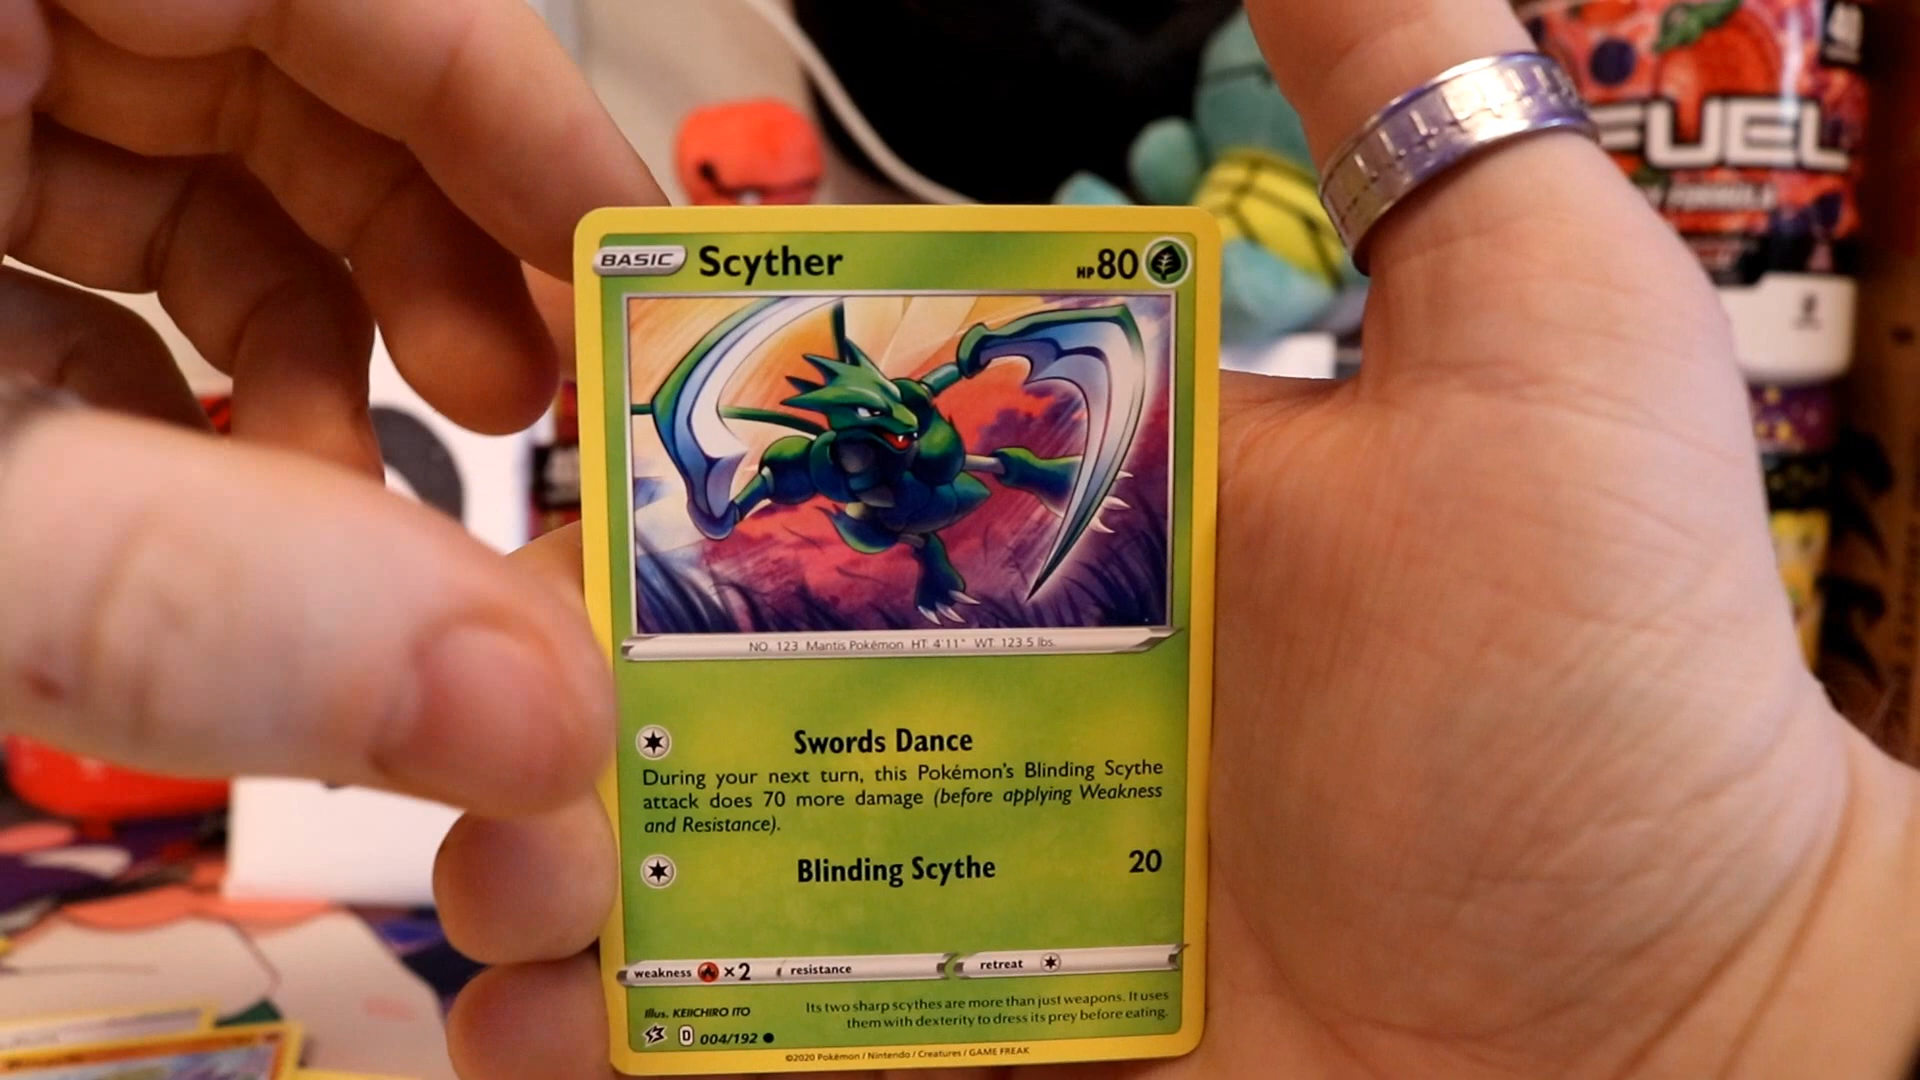 BASIC Scyther HP 80
NO. 123 Mantis Pokémon HT: 4'11" WT: 123.5 lbs.
Swords Dance
During your next turn, this Pokémon's Blinding Scythe
attack does 70 more damage (before applying Weakness
and Resistance).
Blinding Scythe 20
weakness ×2 resistance retreat
Illus. KEIICHIRO ITO
Its two sharp scythes are more than just weapons. It uses
them with dexterity to dress its prey before eating.
D 004/192
©2020 Pokémon / Nintendo / Creatures / GAME FREAK
FUEL
FORMULA